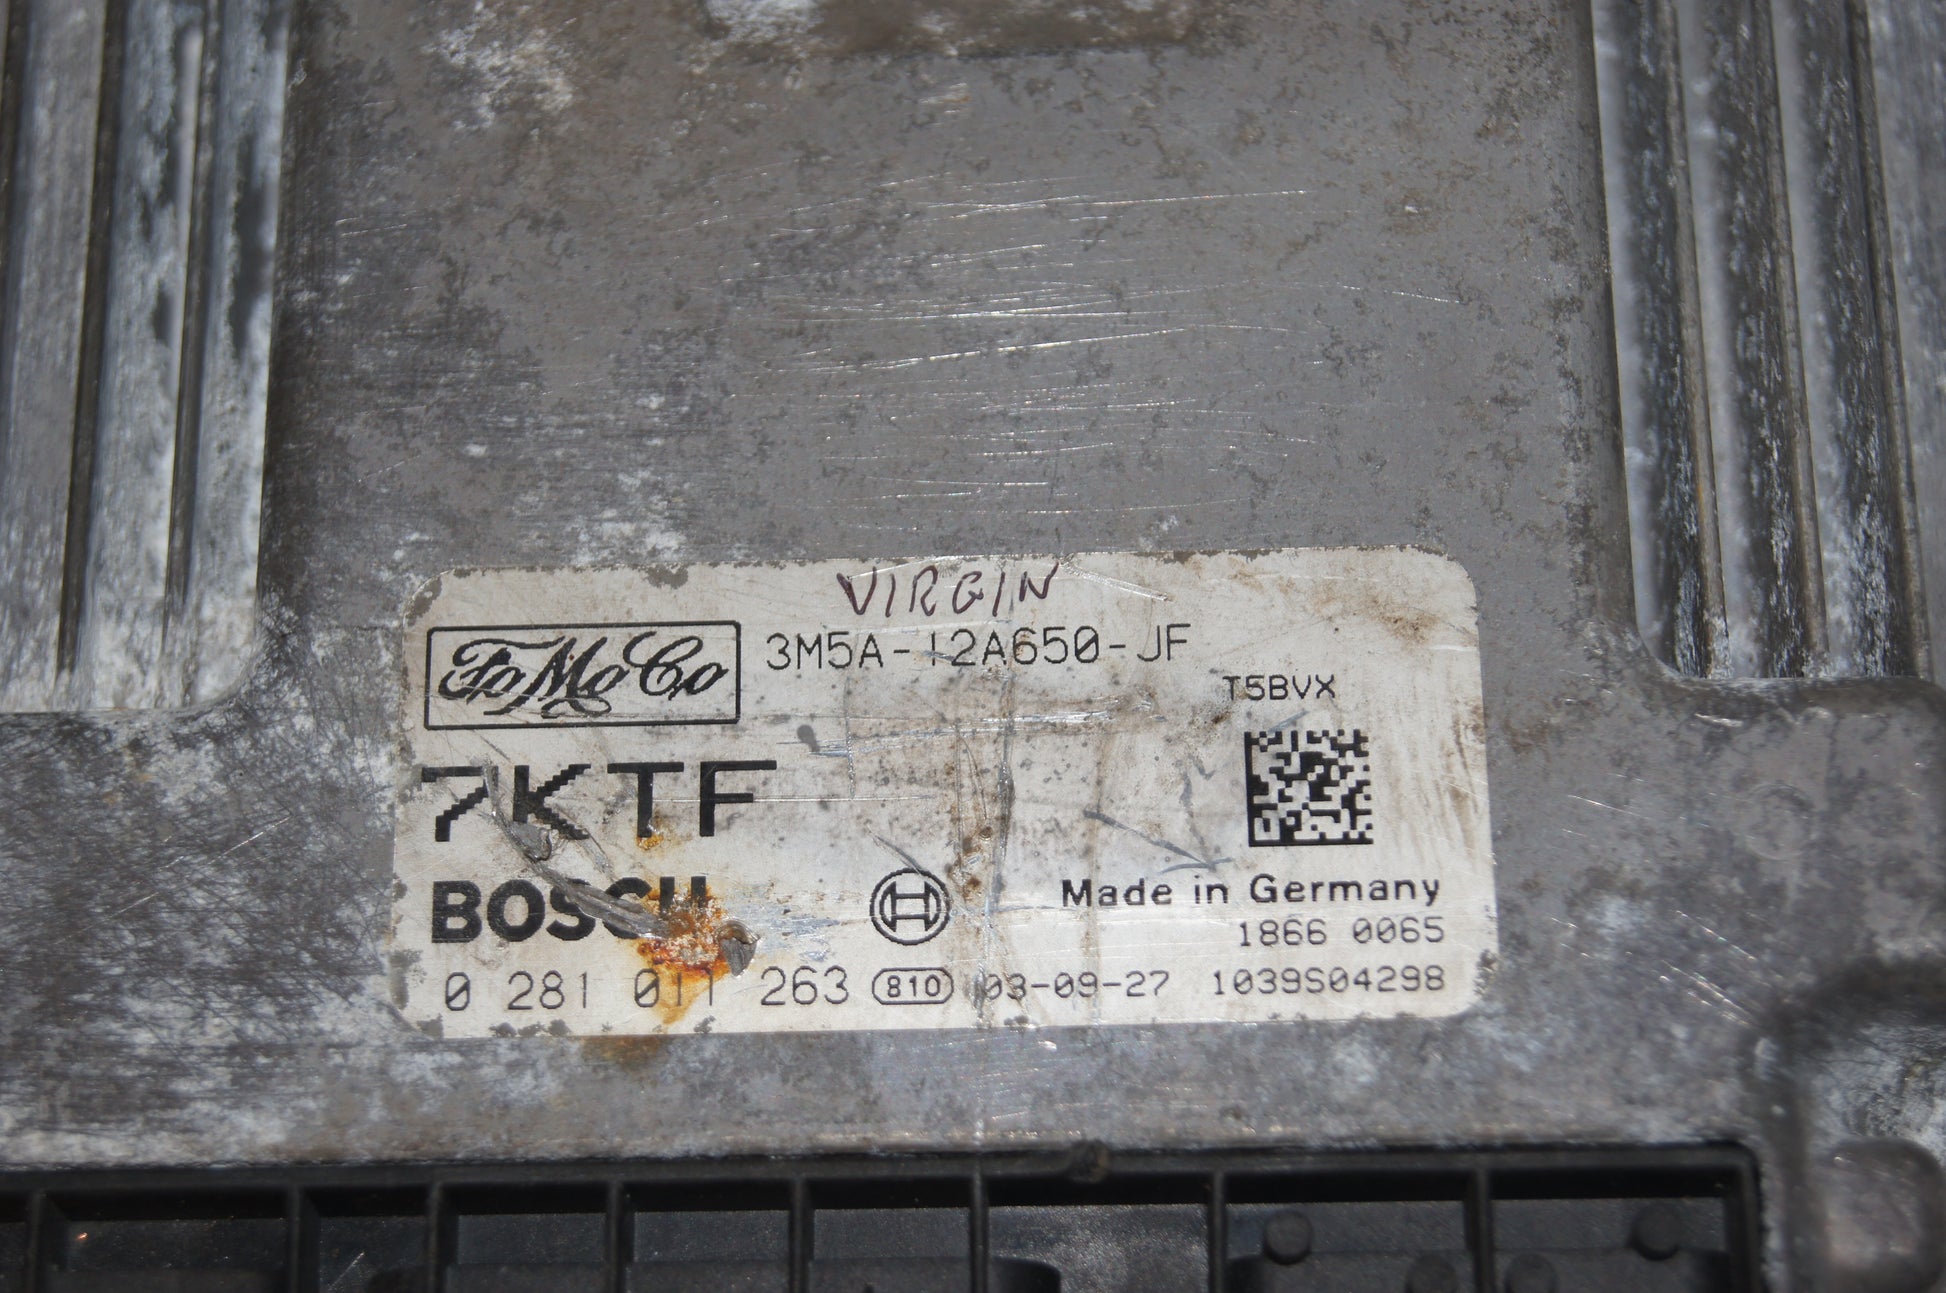 VIRGIN
FoMoCo 3M5A-12A650-JF
T5BVX
7KTF
BOSCH
Made in Germany
1866 0065
0 281 011 263 810 03-09-27 1039S04298